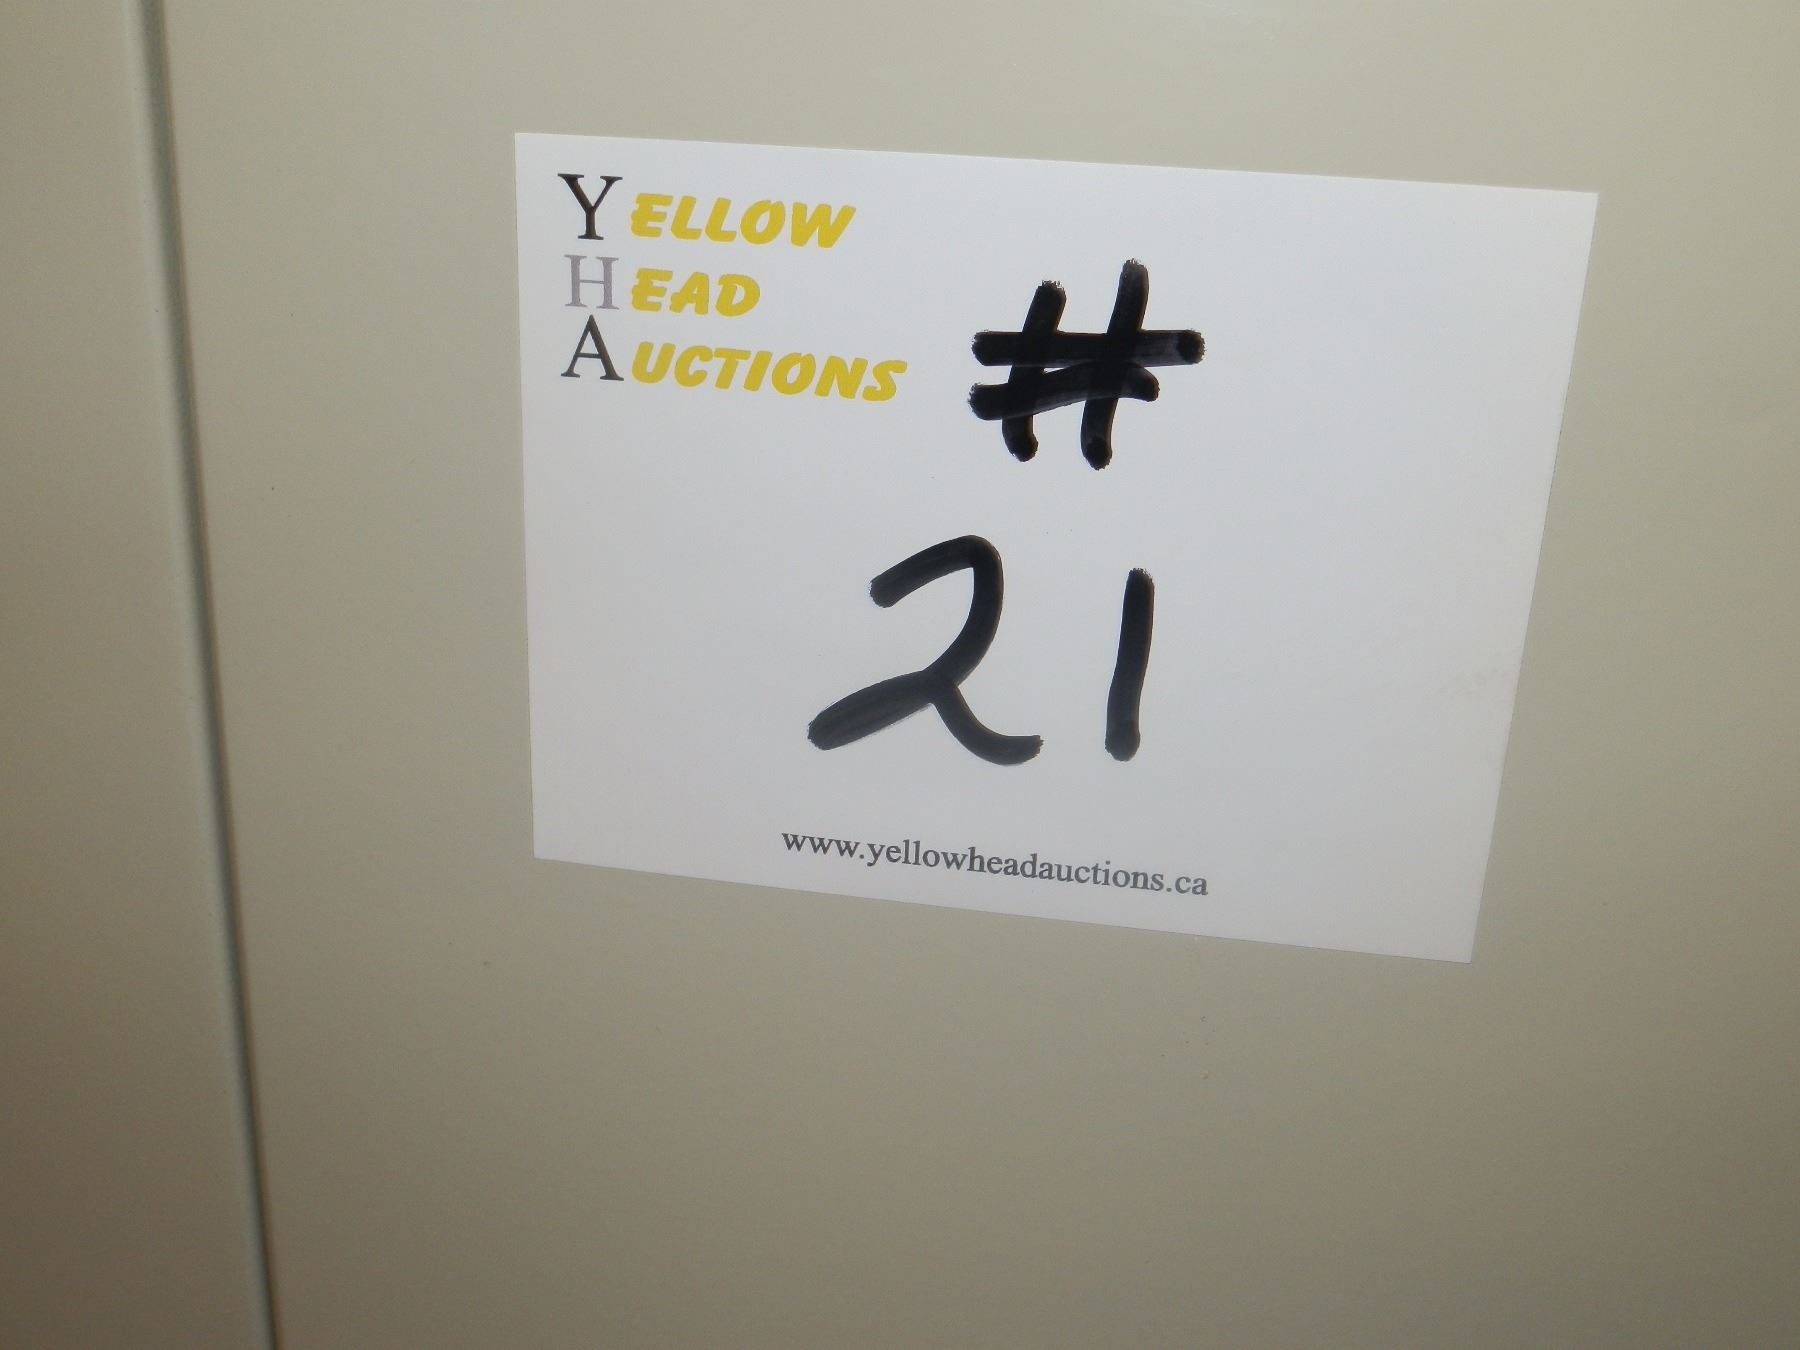 YELLOW
HEAD
AUCTIONS
#
21
www.yellowheadauctions.ca